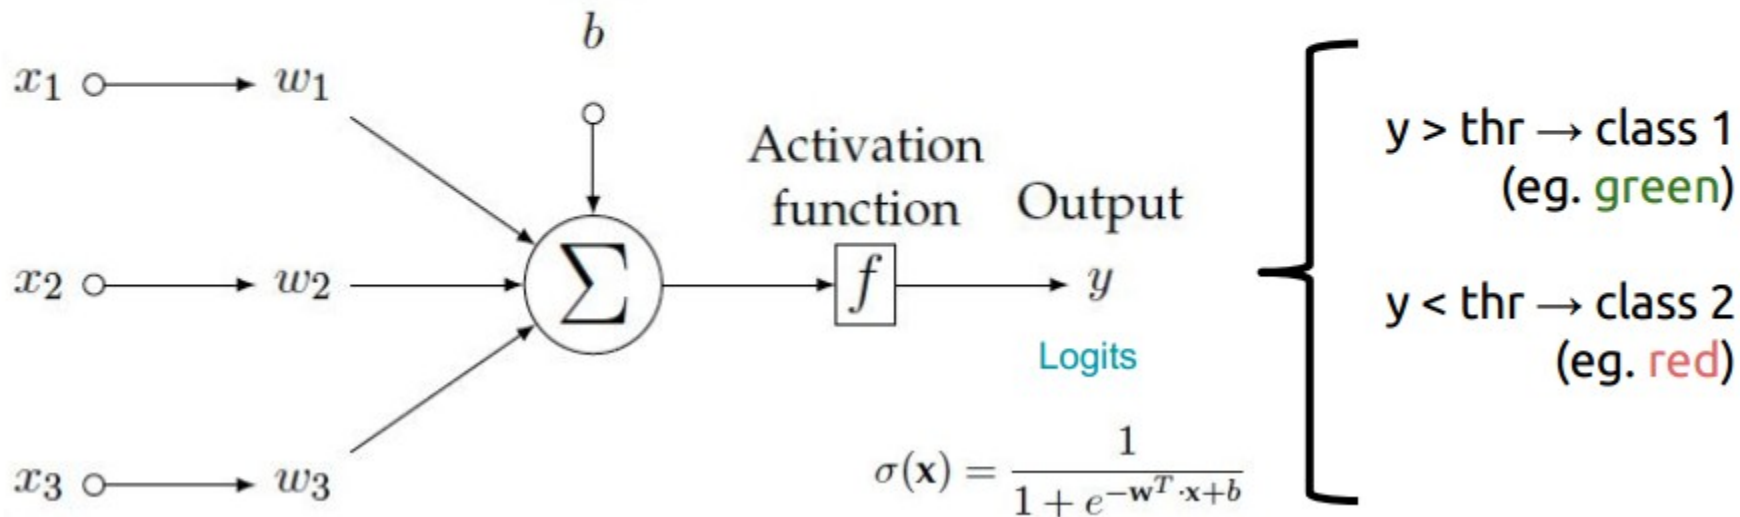 b
x₁ w₁
Activation
function
Output
x₂ w₂
∑
f
y
Logits
x₃ w₃
σ(x) = 1 / (1 + e^{-w^T·x+b})
y > thr → class 1
(eg. green)
y < thr → class 2
(eg. red)